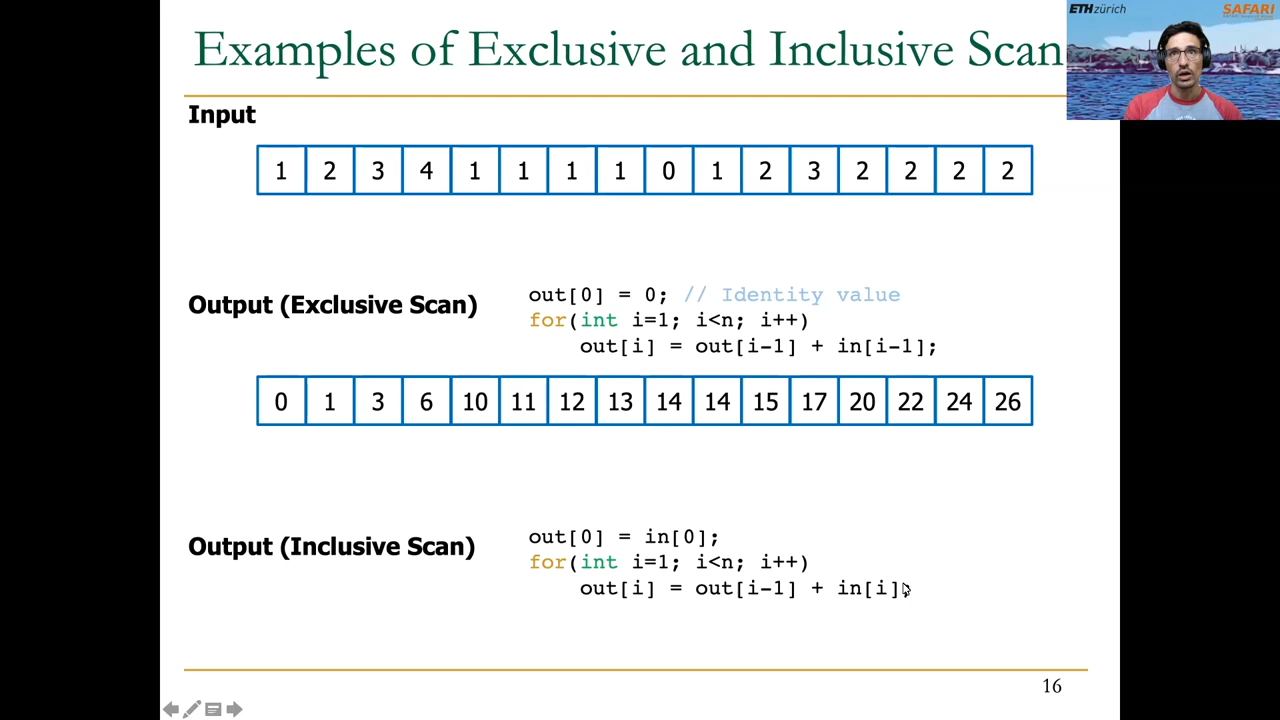 Examples of Exclusive and Inclusive Scan
ETH zürich
SAFARI
Input
1 2 3 4 1 1 1 1 0 1 2 3 2 2 2 2
Output (Exclusive Scan)
out[0] = 0; // Identity value
for(int i=1; i<n; i++)
out[i] = out[i-1] + in[i-1];
0 1 3 6 10 11 12 13 14 14 15 17 20 22 24 26
Output (Inclusive Scan)
out[0] = in[0];
for(int i=1; i<n; i++)
out[i] = out[i-1] + in[i];
16